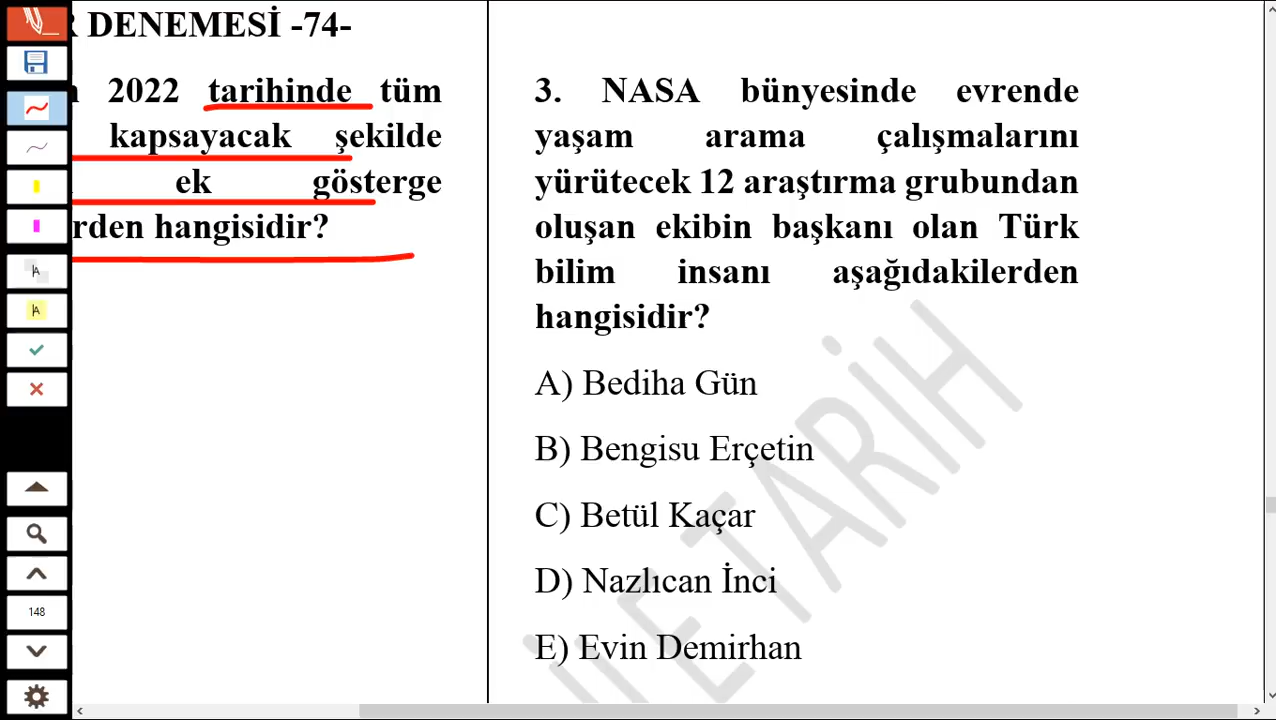 R DENEMESİ -74-
2022 tarihinde tüm
kapsayacak şekilde
ek gösterge
rden hangisidir?
3. NASA bünyesinde evrende
yaşam arama çalışmalarını
yürütecek 12 araştırma grubundan
oluşan ekibin başkanı olan Türk
bilim insanı aşağıdakilerden
hangisidir?
A) Bediha Gün
B) Bengisu Erçetin
C) Betül Kaçar
D) Nazlıcan İnci
E) Evin Demirhan
E TARİH
148